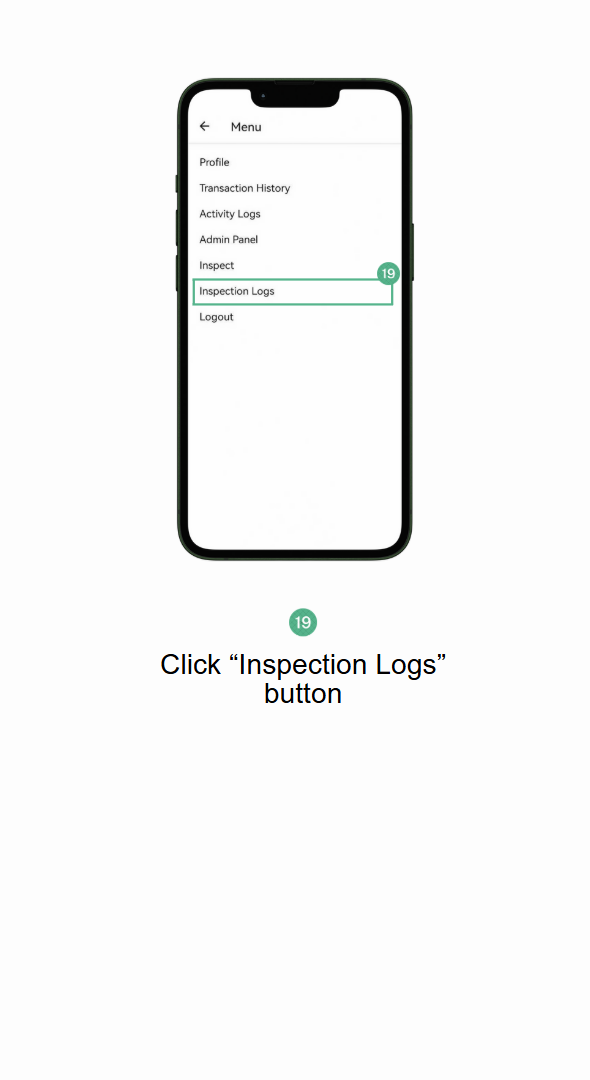 Menu
Profile
Transaction History
Activity Logs
Admin Panel
Inspect
19
Inspection Logs
Logout
19
Click “Inspection Logs”
button